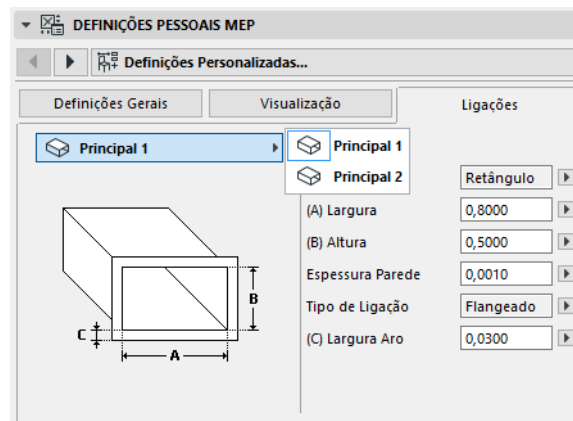 DEFINIÇÕES PESSOAIS MEP
Definições Personalizadas...
Definições Gerais
Visualização
Ligações
Principal 1
Principal 1
Principal 2
Retângulo
(A) Largura
0,8000
(B) Altura
0,5000
Espessura Parede
0,0010
Tipo de Ligação
Flangeado
(C) Largura Aro
0,0300
B
C
A